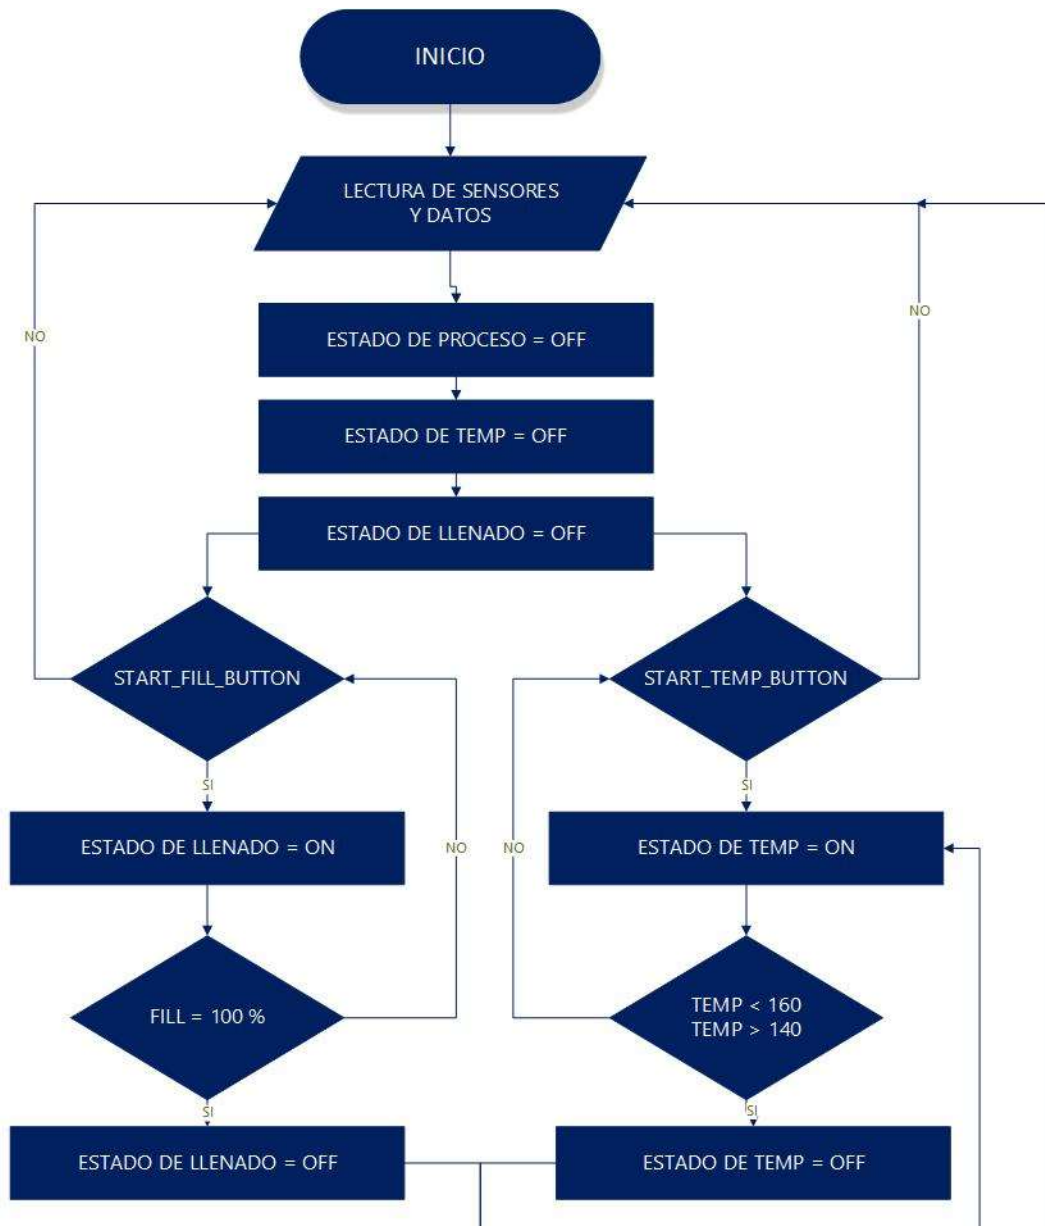 INICIO
LECTURA DE SENSORES
Y DATOS
NO
NO
ESTADO DE PROCESO = OFF
ESTADO DE TEMP = OFF
ESTADO DE LLENADO = OFF
START_FILL_BUTTON
START_TEMP_BUTTON
SI
SI
ESTADO DE LLENADO = ON
NO
NO
ESTADO DE TEMP = ON
FILL = 100 %
TEMP < 160
TEMP > 140
SI
SI
ESTADO DE LLENADO = OFF
ESTADO DE TEMP = OFF